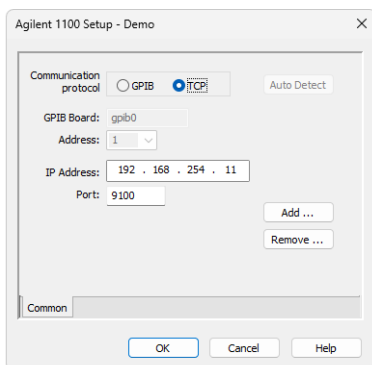 Agilent 1100 Setup - Demo
Communication protocol
GPIB
TCP
Auto Detect
GPIB Board: gpib0
Address: 1
IP Address: 192 . 168 . 254 . 11
Port: 9100
Add ...
Remove ...
Common
OK
Cancel
Help